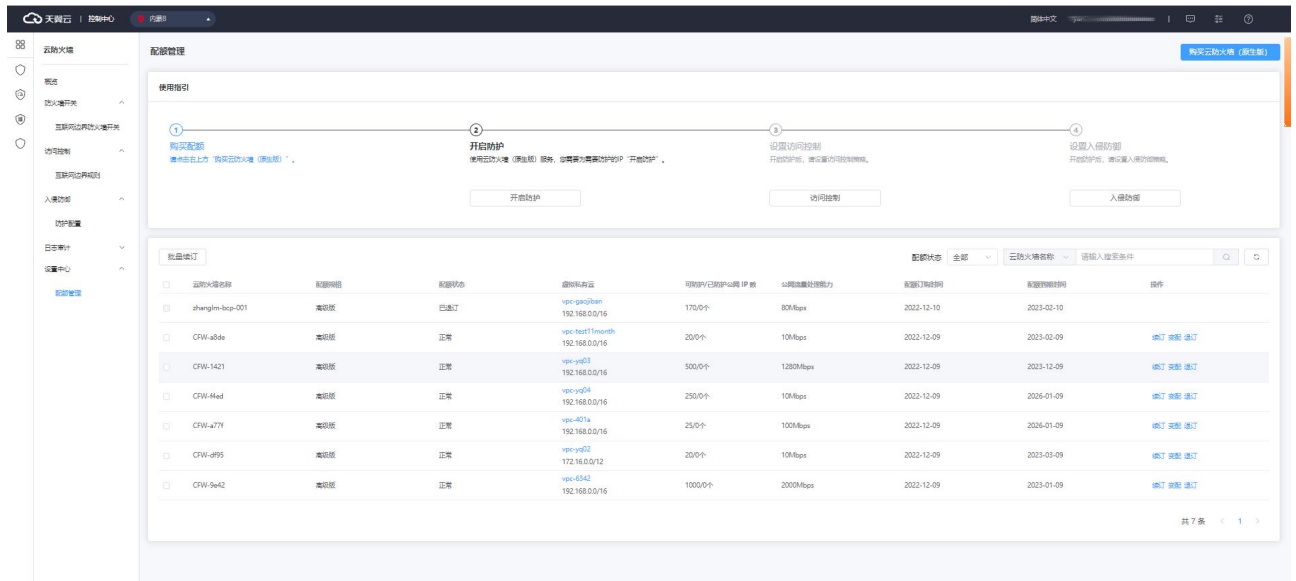 天翼云 | 控制中心 内蒙8 简体中文
云防火墙
概览
防火墙开关
互联网边界防火墙开关
访问控制
互联网边界规则
入侵防御
防护配置
日志审计
设置中心
配额管理
配额管理 购买云防火墙（原生版）
使用指引
1 2 3 4
购买配额 开启防护 设置访问控制 设置入侵防御
请点击右上方“购买云防火墙（原生版）”。 使用云防火墙（原生版）服务，您需要为需要防护的IP“开启防护”。 开启防护后，请设置访问控制策略。 开启防护后，请设置入侵防御策略。
开启防护 访问控制 入侵防御
批量续订 配额状态 全部 云防火墙名称 请输入搜索条件
云防火墙名称 配额规格 配额状态 虚拟私有云 可防护/已防护公网 IP 数 公网流量处理能力 配额订购时间 配额到期时间 操作
zhanglm-bcp-001 高级版 已退订 vpc-gaojiban 170/0个 80Mbps 2022-12-10 2023-02-10
192.168.0.0/16
CFW-a8de 高级版 正常 vpc-test11month 20/0个 10Mbps 2022-12-09 2023-02-09 续订 变配 退订
192.168.0.0/16
CFW-1421 高级版 正常 vpc-yq03 500/0个 1280Mbps 2022-12-09 2023-12-09 续订 变配 退订
192.168.0.0/16
CFW-f4ed 高级版 正常 vpc-yq04 250/0个 10Mbps 2022-12-09 2026-01-09 续订 变配 退订
192.168.0.0/16
CFW-a77f 高级版 正常 vpc-401a 25/0个 100Mbps 2022-12-09 2026-01-09 续订 变配 退订
192.168.0.0/16
CFW-df95 高级版 正常 vpc-yq02 20/0个 10Mbps 2022-12-09 2023-03-09 续订 变配 退订
172.16.0.0/12
CFW-9e42 高级版 正常 vpc-6342 1000/0个 2000Mbps 2022-12-09 2023-01-09 续订 变配 退订
192.168.0.0/16
共 7 条 < 1 >